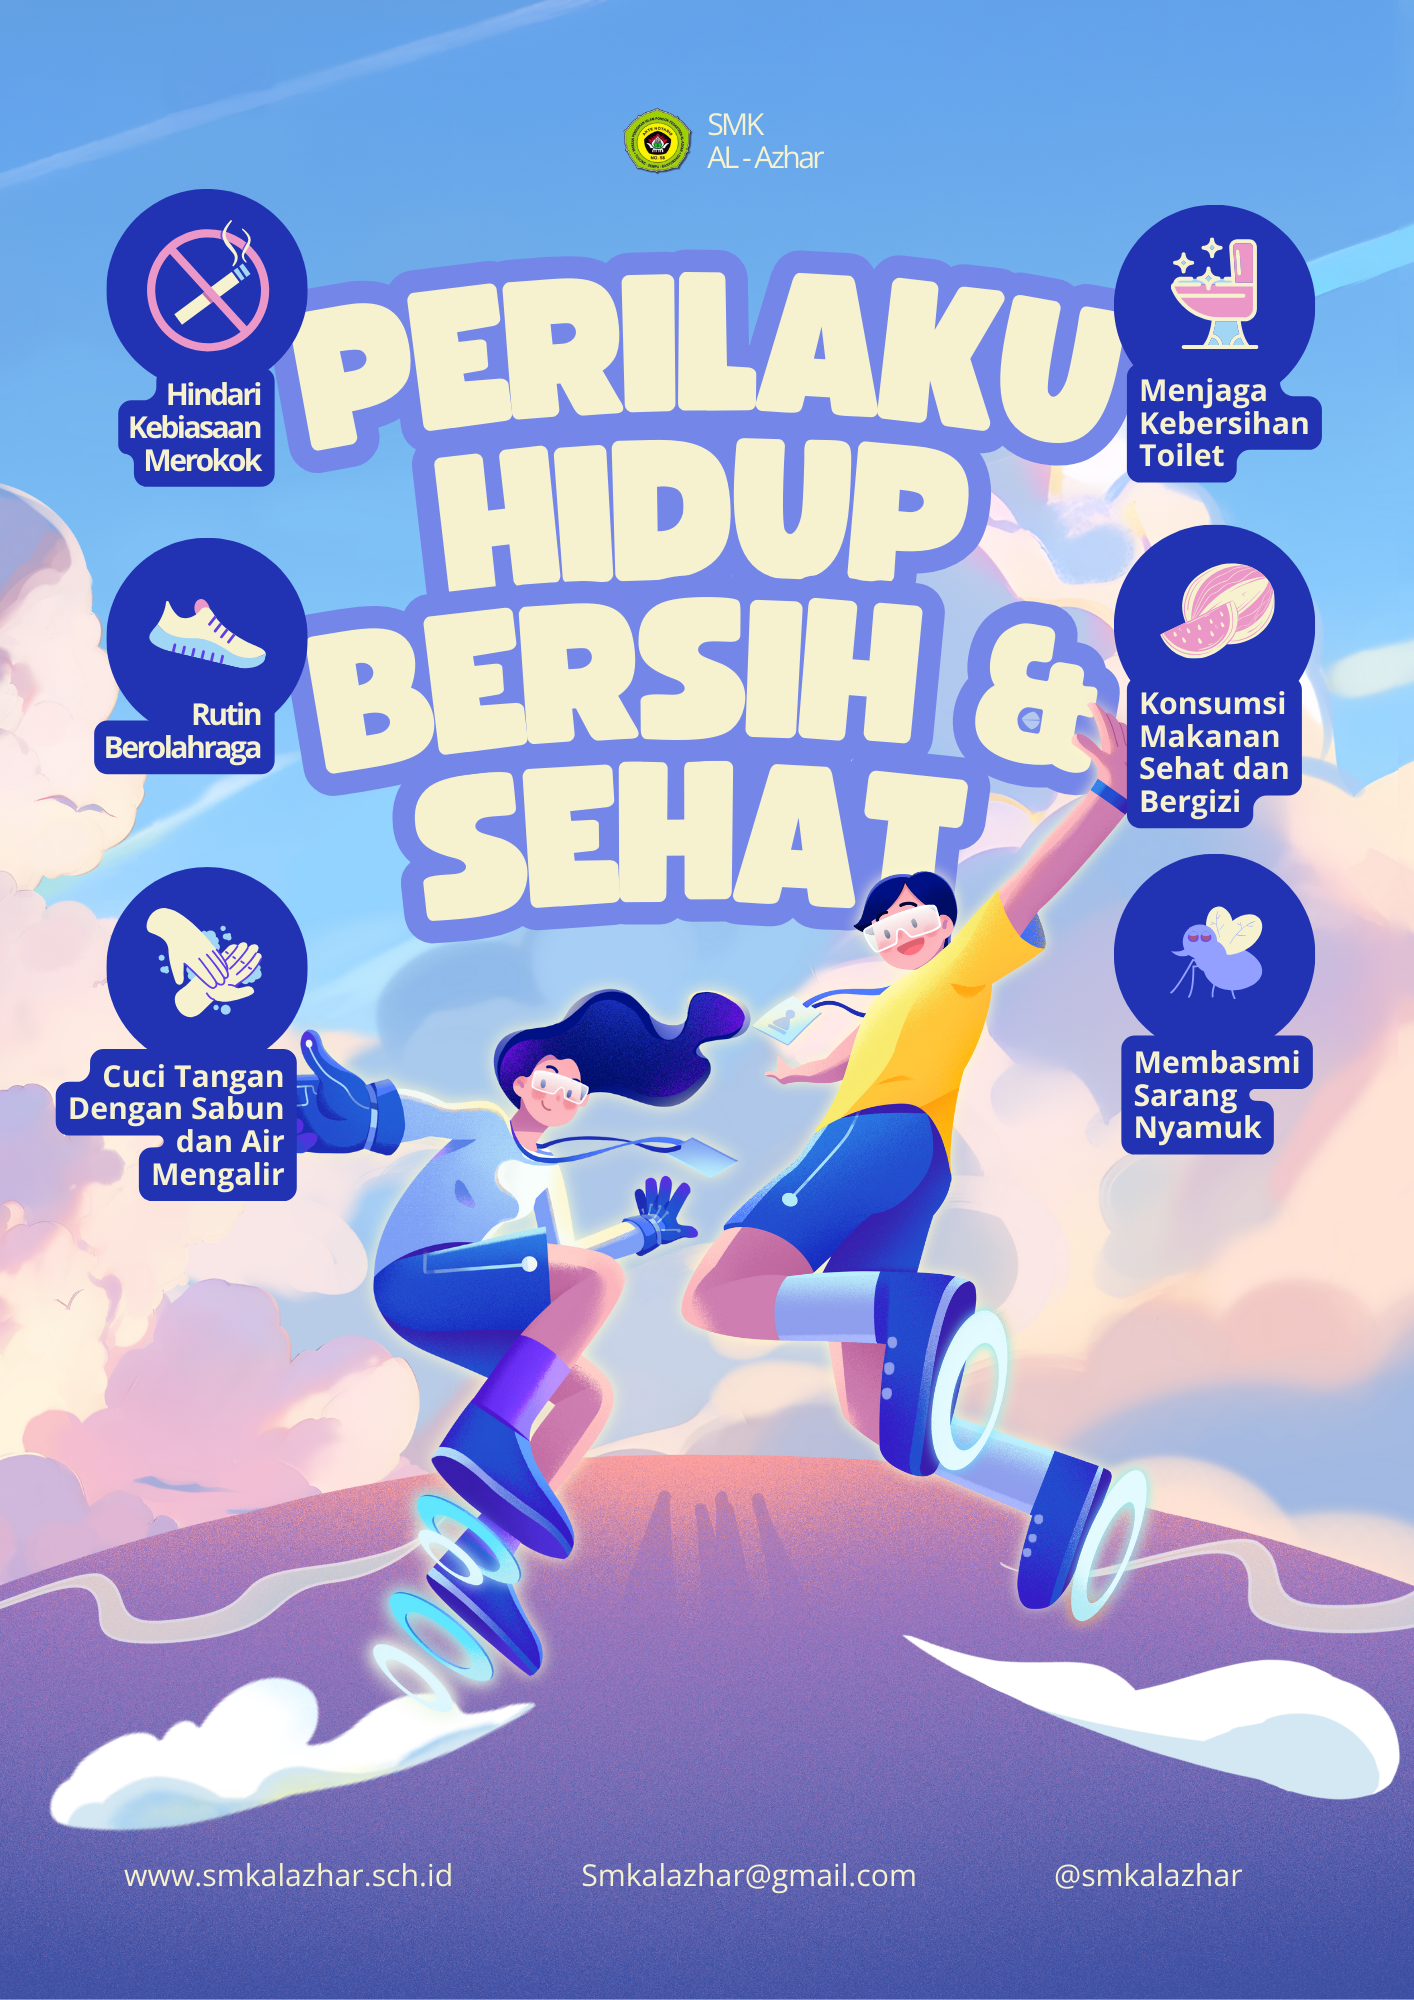 SMK
AL - Azhar
PERILAKU
HIDUP
BERSIH &
SEHAT
Hindari
Kebiasaan
Merokok
Rutin
Berolahraga
Cuci Tangan
Dengan Sabun
dan Air
Mengalir
Menjaga
Kebersihan
Toilet
Konsumsi
Makanan
Sehat dan
Bergizi
Membasmi
Sarang
Nyamuk
www.smkalazhar.sch.id
Smkalazhar@gmail.com
@smkalazhar